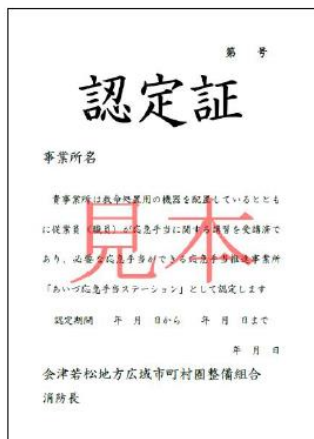 第　号
認定証
事業所名
貴事業所は救命処置用の機器を配置しているととも
に従業員（職員）が応急手当に関する講習を受講済で
あり、必要な応急手当ができる応急手当推進事業所
「あいづ応急手当ステーション」として認定します
認定期間　年　月　日から　年　月　日まで
年　月　日
会津若松地方広域市町村圏整備組合
消防長
見本